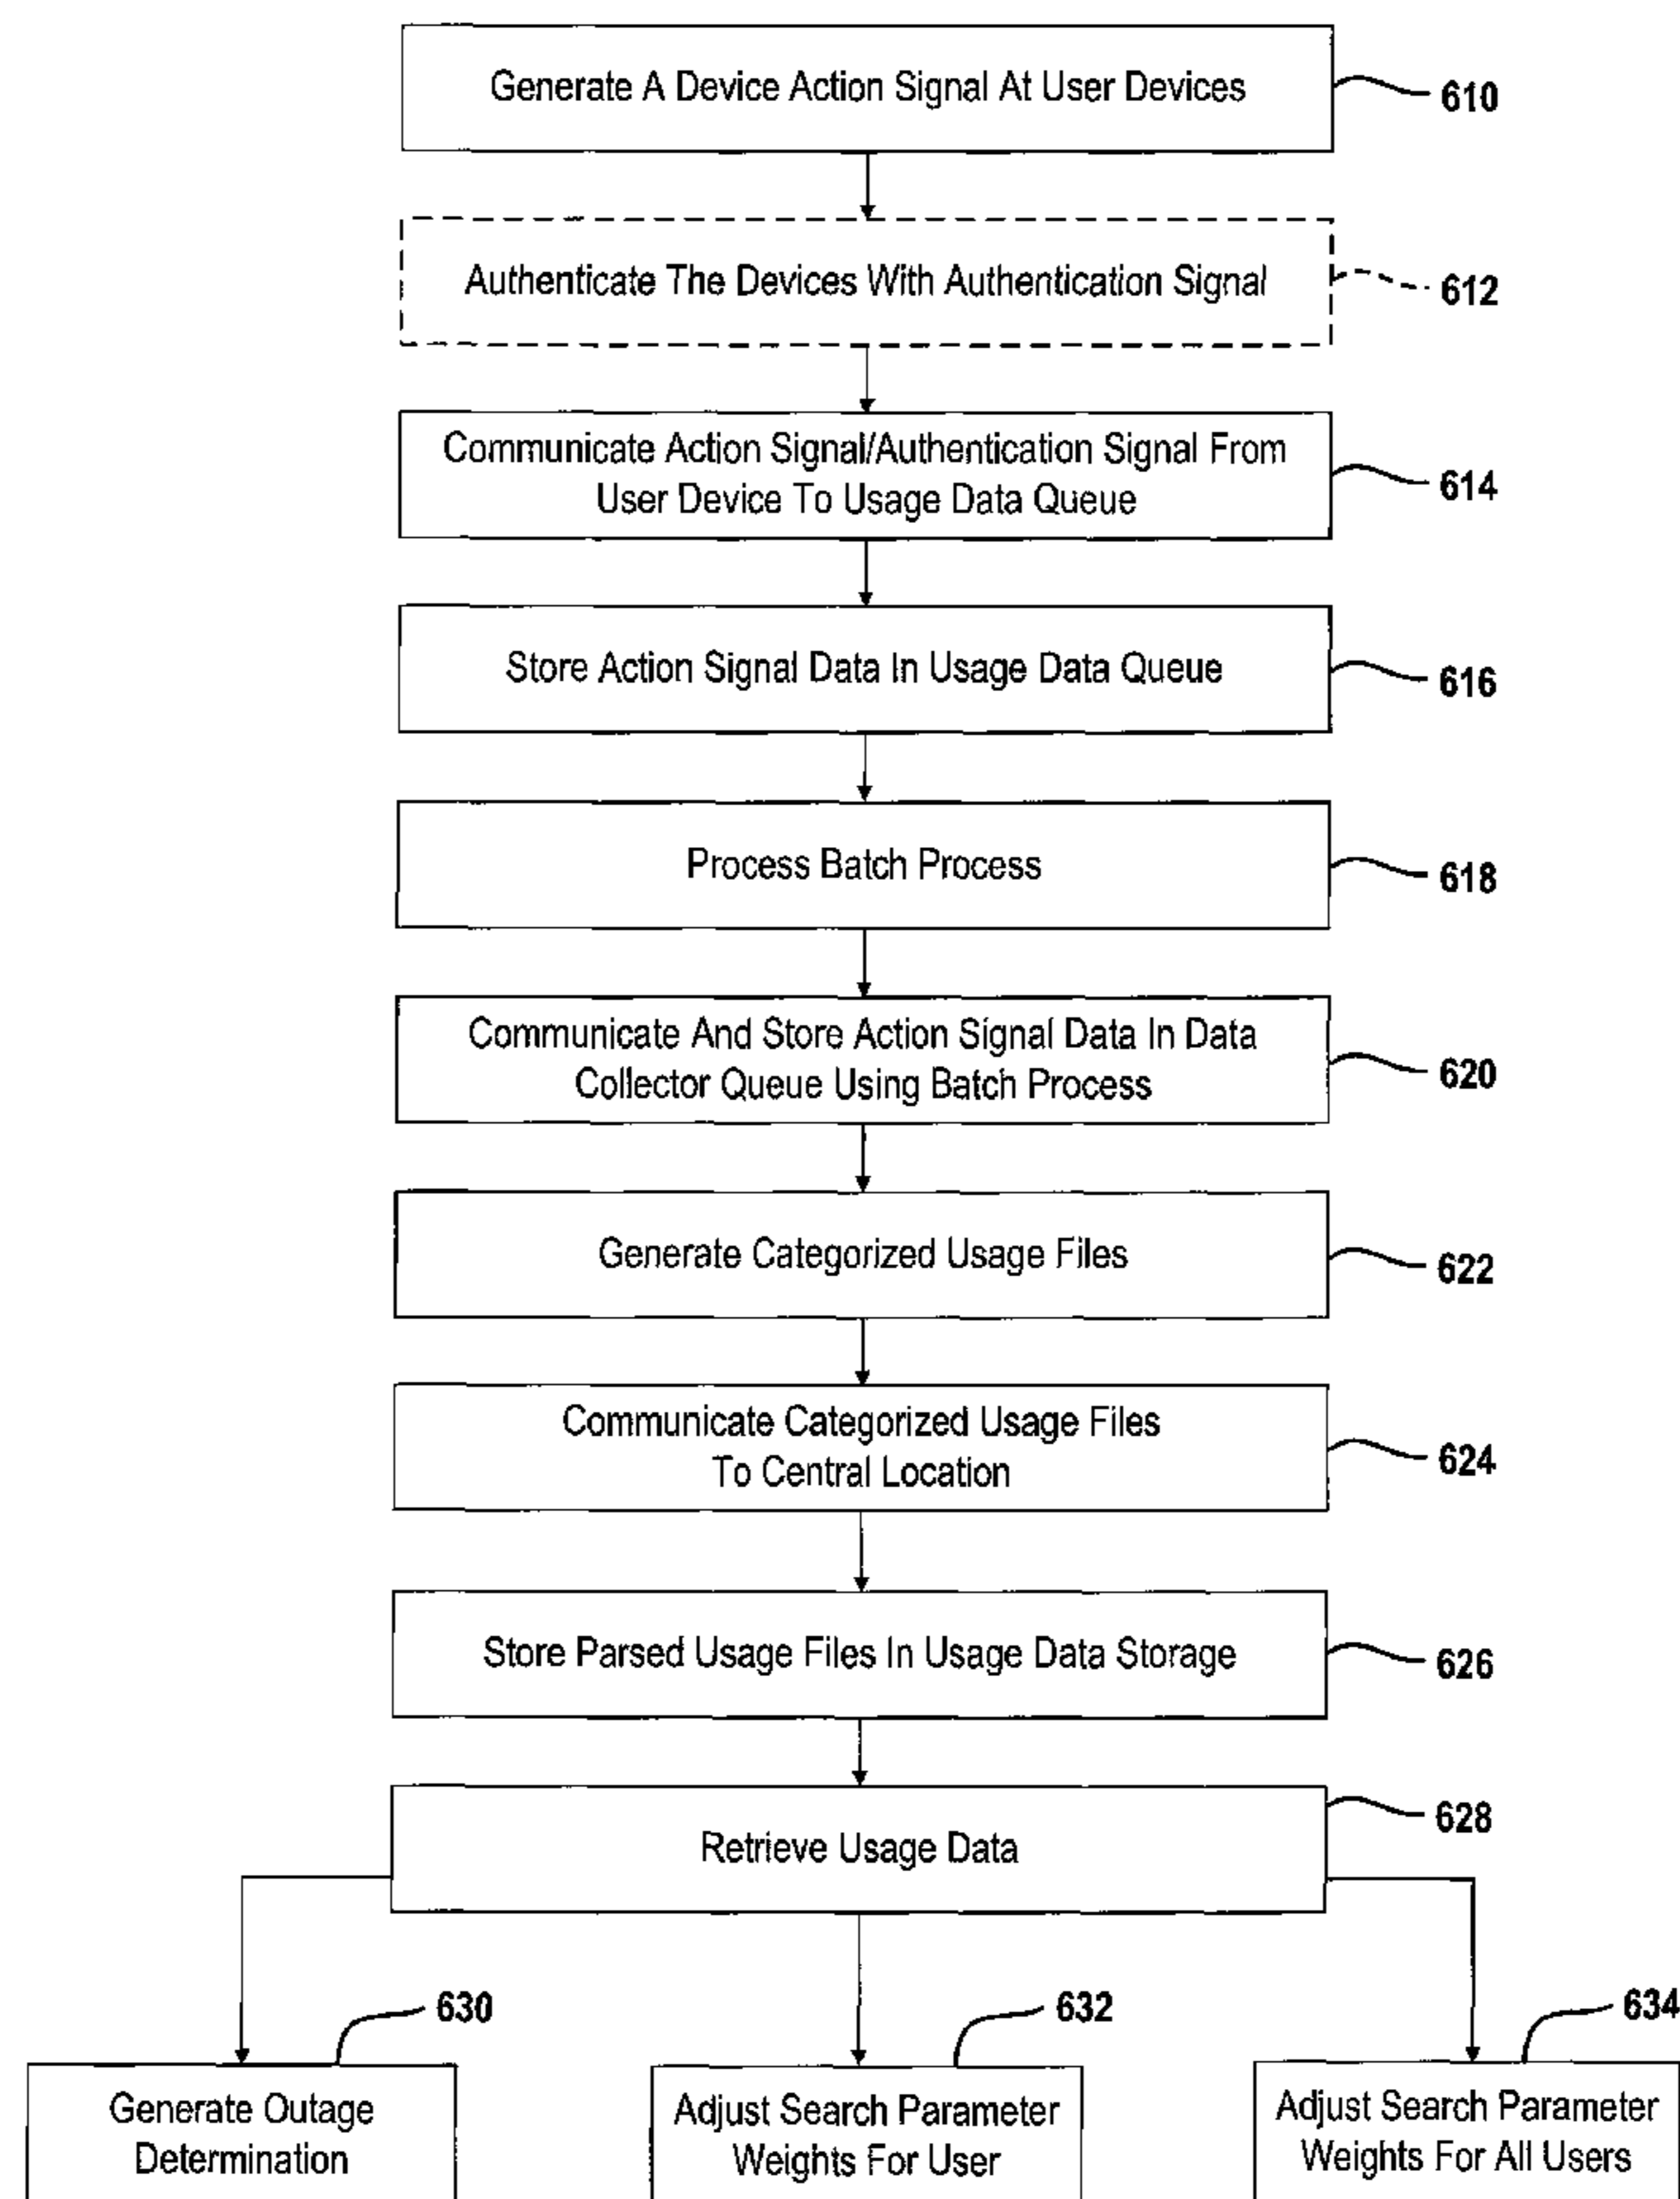 Generate A Device Action Signal At User Devices
610
Authenticate The Devices With Authentication Signal
612
Communicate Action Signal/Authentication Signal From
User Device To Usage Data Queue
614
Store Action Signal Data In Usage Data Queue
616
Process Batch Process
618
Communicate And Store Action Signal Data In Data
Collector Queue Using Batch Process
620
Generate Categorized Usage Files
622
Communicate Categorized Usage Files
To Central Location
624
Store Parsed Usage Files In Usage Data Storage
626
Retrieve Usage Data
628
630
Generate Outage
Determination
632
Adjust Search Parameter
Weights For User
634
Adjust Search Parameter
Weights For All Users